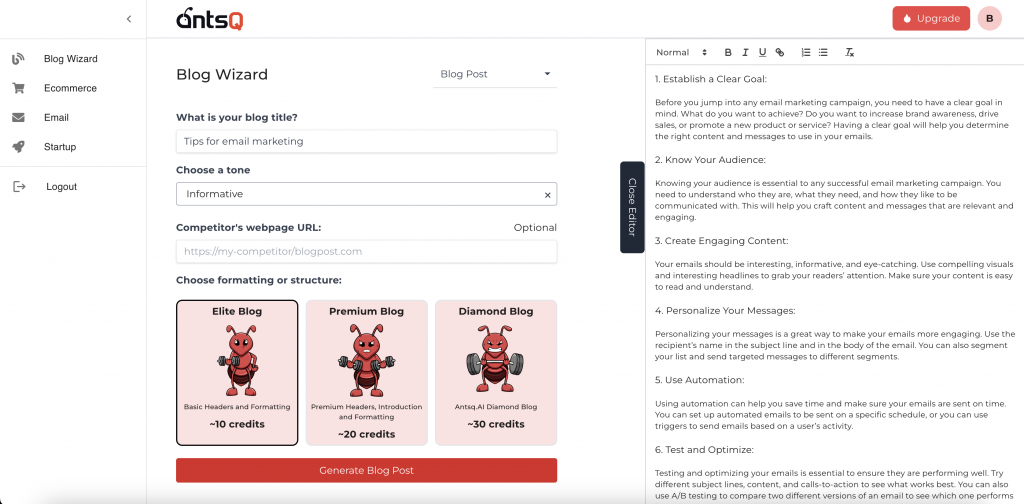 antsQ
Upgrade
B
Blog Wizard
Ecommerce
Email
Startup
Logout
Blog Wizard
Blog Post
What is your blog title?
Tips for email marketing
Choose a tone
Informative
×
Competitor's webpage URL:
Optional
https://my-competitor/blogpost.com
Choose formatting or structure:
Elite Blog
Basic Headers and Formatting
~10 credits
Premium Blog
Premium Headers, Introduction
and Formatting
~20 credits
Diamond Blog
Antsq.AI Diamond Blog
~30 credits
Generate Blog Post
Close Editor
Normal
B I U
1. Establish a Clear Goal:
Before you jump into any email marketing campaign, you need to have a clear goal in
mind. What do you want to achieve? Do you want to increase brand awareness, drive
sales, or promote a new product or service? Having a clear goal will help you determine
the right content and messages to use in your emails.
2. Know Your Audience:
Knowing your audience is essential to any successful email marketing campaign. You
need to understand who they are, what they need, and how they like to be
communicated with. This will help you craft content and messages that are relevant and
engaging.
3. Create Engaging Content:
Your emails should be interesting, informative, and eye-catching. Use compelling visuals
and interesting headlines to grab your readers' attention. Make sure your content is easy
to read and understand.
4. Personalize Your Messages:
Personalizing your messages is a great way to make your emails more engaging. Use the
recipient's name in the subject line and in the body of the email. You can also segment
your list and send targeted messages to different segments.
5. Use Automation:
Using automation can help you save time and make sure your emails are sent on time.
You can set up automated emails to be sent on a specific schedule, or you can use
triggers to send emails based on a user's activity.
6. Test and Optimize:
Testing and optimizing your emails is essential to ensure they are performing well. Try
different subject lines, content, and calls-to-action to see what works best. You can also
use A/B testing to compare two different versions of an email to see which one performs